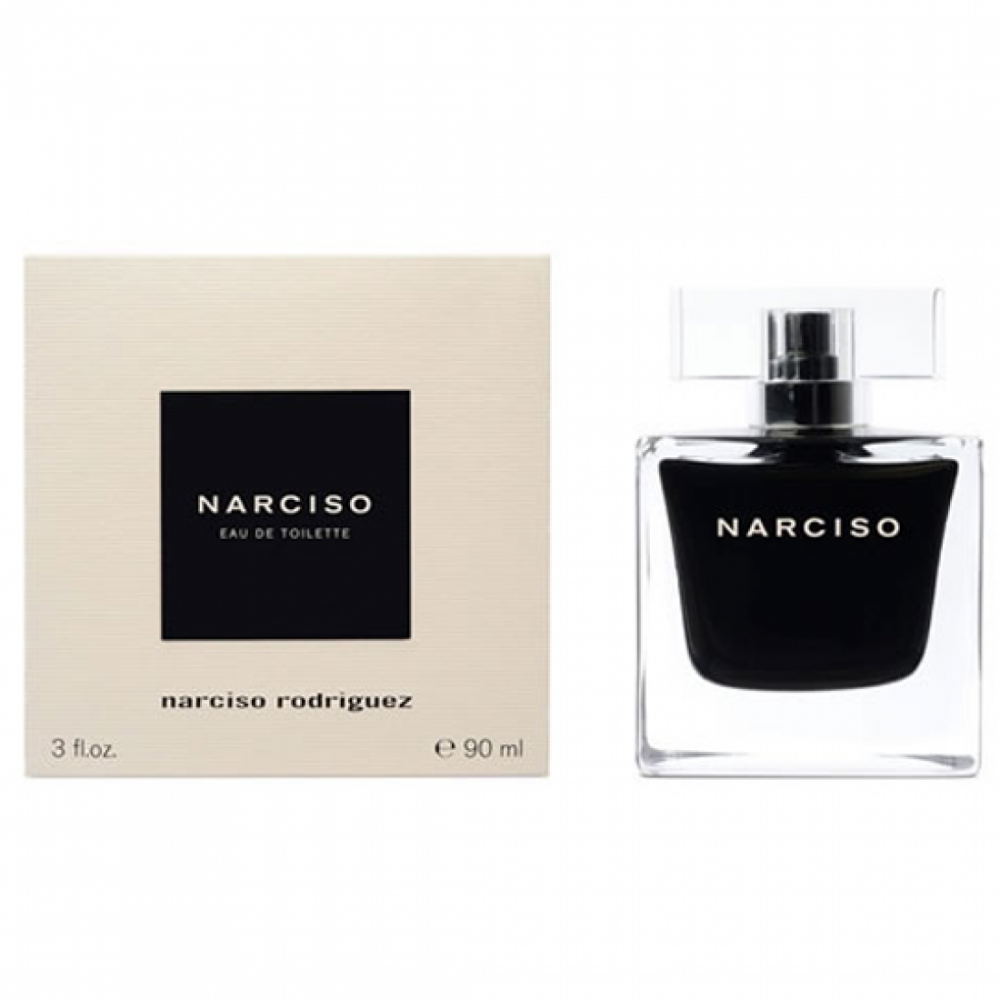 NARCISO
EAU DE TOILETTE
narciso rodriguez
3 fl.oz.
℮ 90 ml
NARCISO